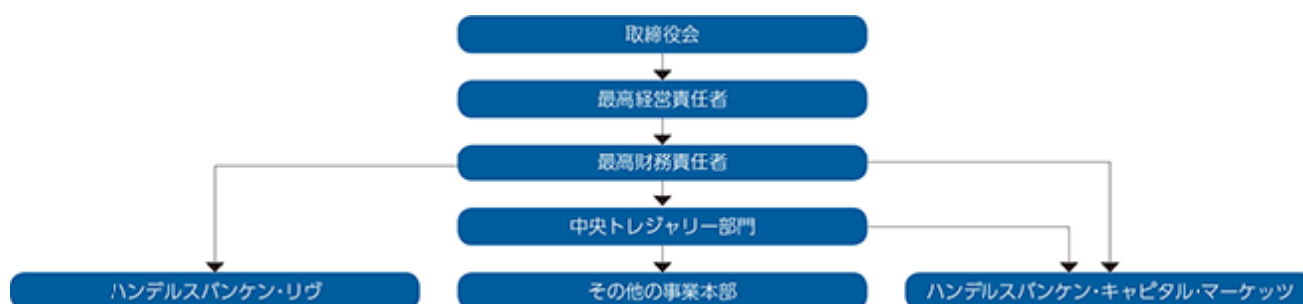 取締役会
最高経営責任者
最高財務責任者
中央トレジャリー部門
ハンデルスバンケン・リヴ
その他の事業本部
ハンデルスバンケン・キャピタル・マーケッツ